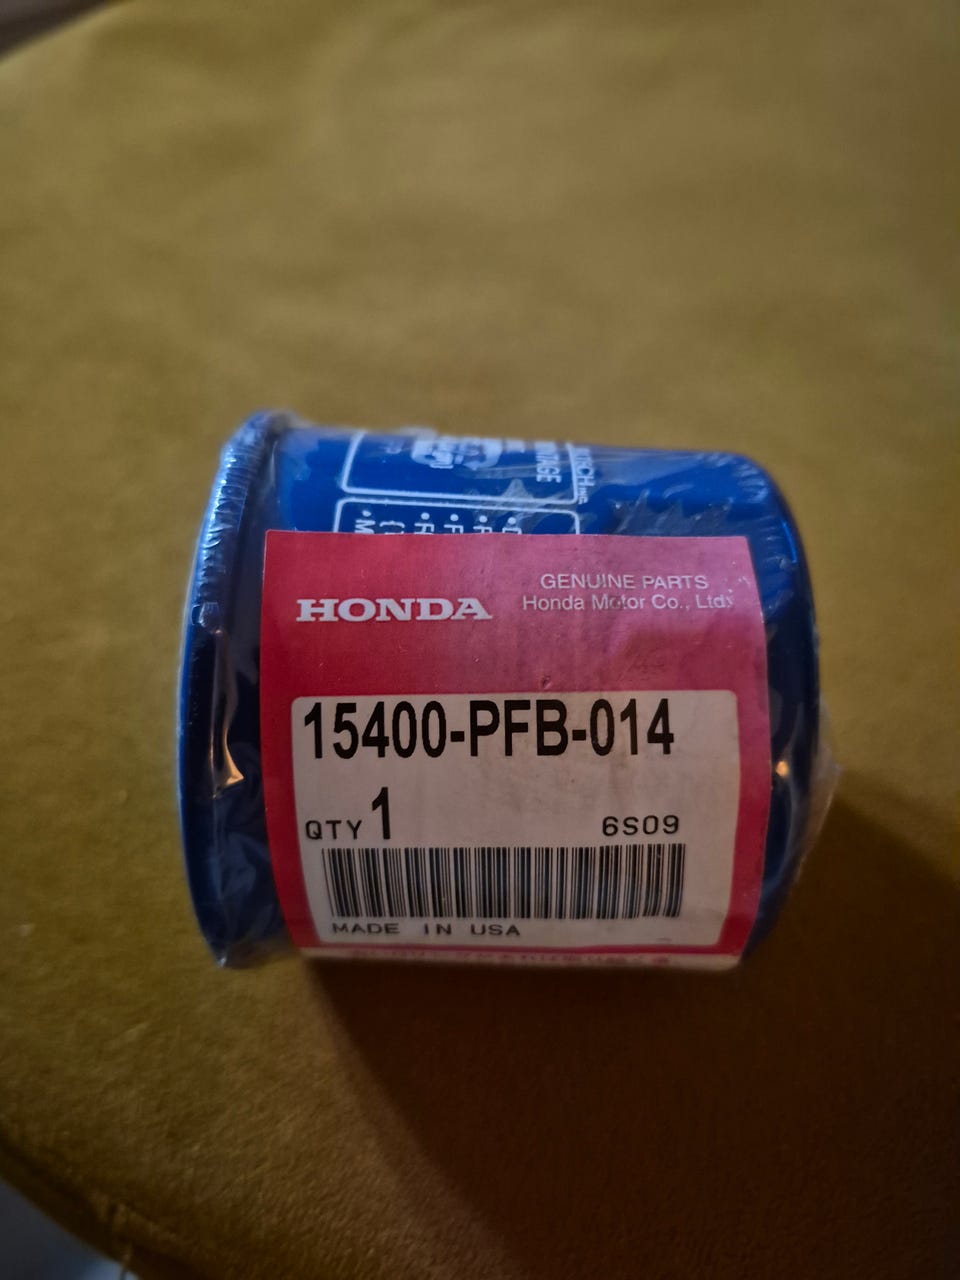 HONDA
GENUINE PARTS
Honda Motor Co., Ltd.
15400-PFB-014
QTY 1
6S09
MADE IN USA